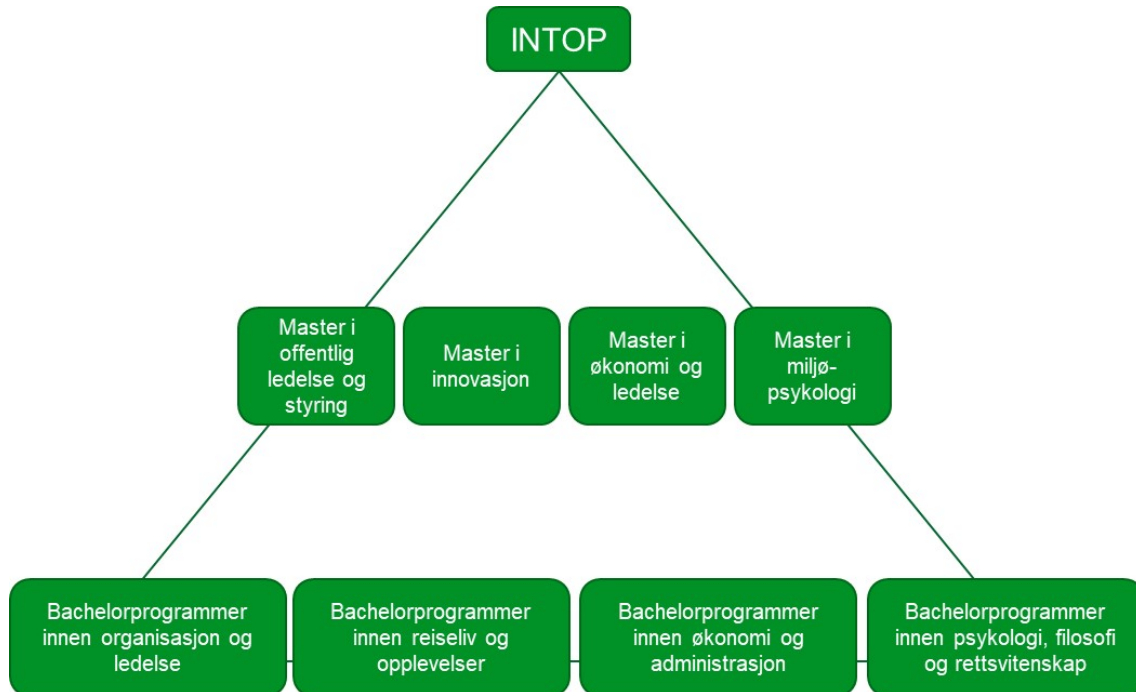 INTOP
Master i
offentlig
ledelse og
styring
Master i
innovasjon
Master i
økonomi og
ledelse
Master i
miljø-
psykologi
Bachelorprogrammer
innen organisasjon og
ledelse
Bachelorprogrammer
innen reiseliv og
opplevelser
Bachelorprogrammer
innen økonomi og
administrasjon
Bachelorprogrammer
innen psykologi, filosofi
og rettsvitenskap